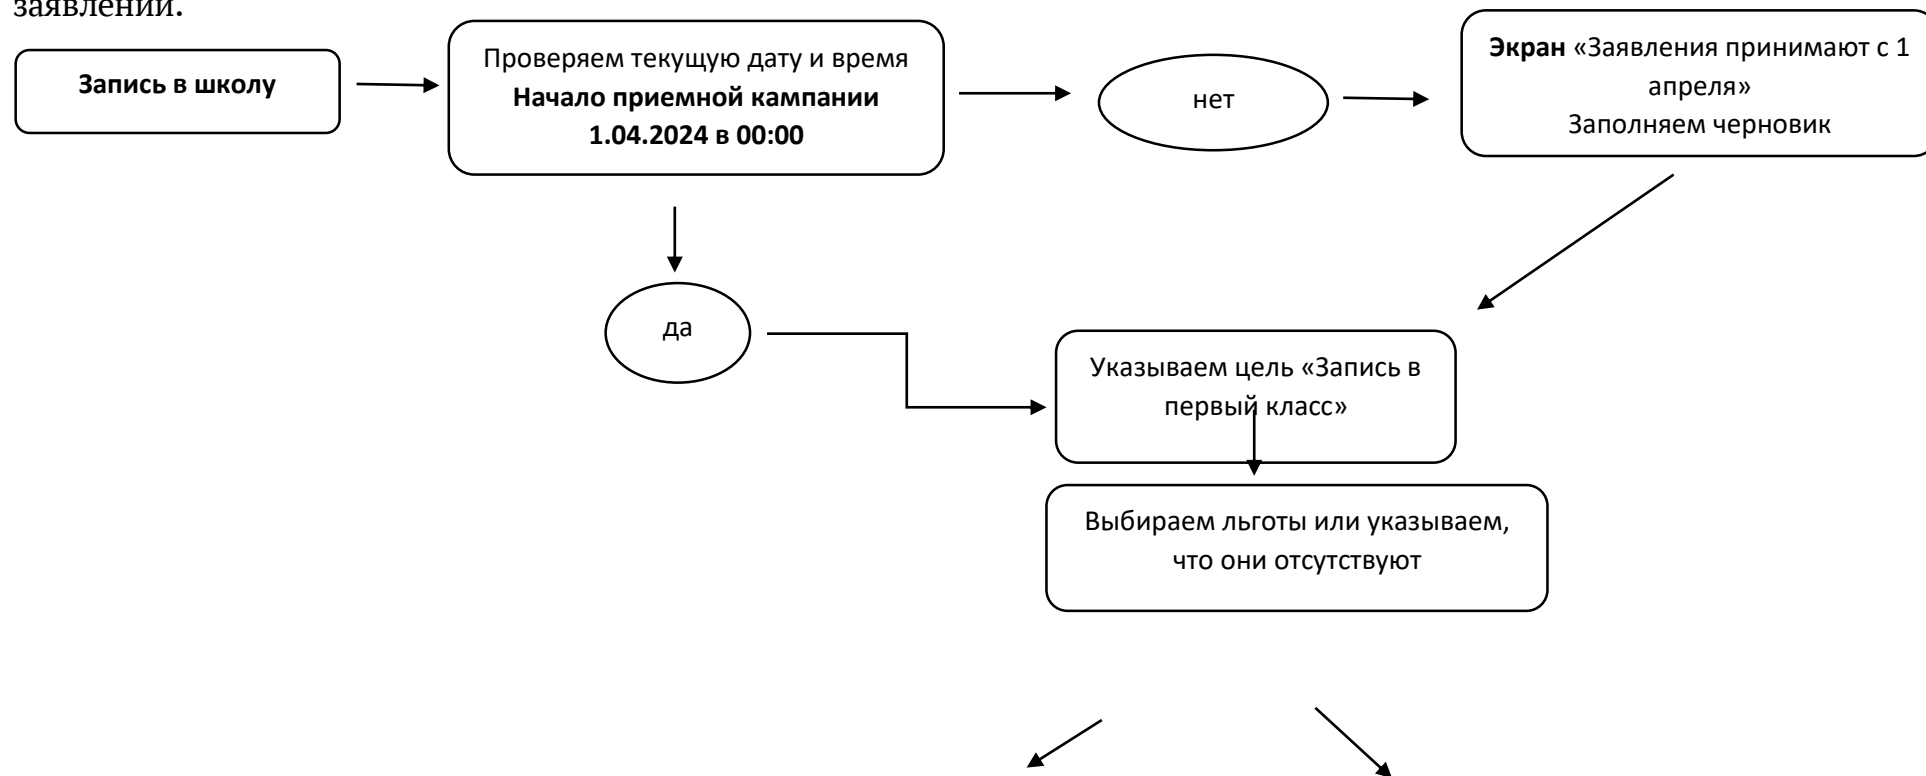 заявлений.
Запись в школу
Проверяем текущую дату и время
Начало приемной кампании
1.04.2024 в 00:00
нет
Экран «Заявления принимают с 1
апреля»
Заполняем черновик
да
Указываем цель «Запись в
первый класс»
Выбираем льготы или указываем,
что они отсутствуют